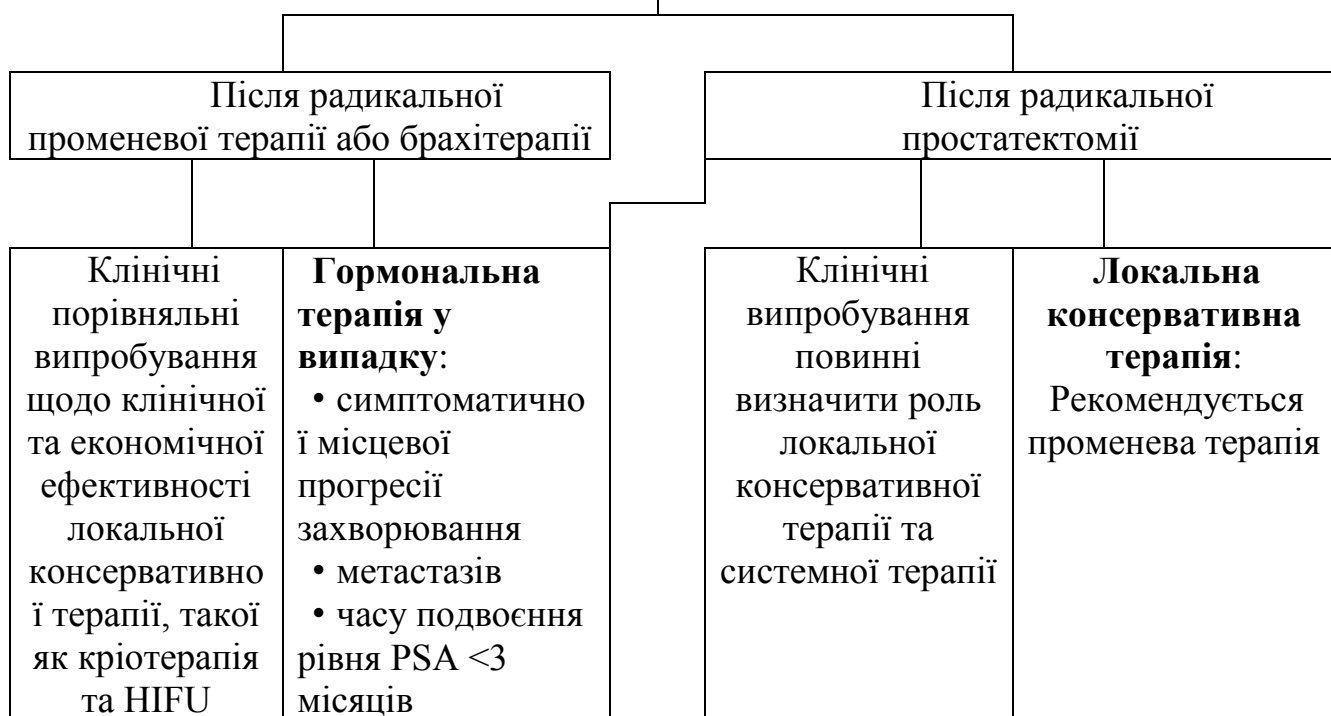 Після радикальної
променевої терапії або брахітерапії
Після радикальної
простатектомії
Клінічні
порівняльні
випробування
щодо клінічної
та економічної
ефективності
локальної
консервативно
ї терапії, такої
як кріотерапія
та HIFU
Гормональна
терапія у
випадку:
• симптоматично
ї місцевої
прогресії
захворювання
• метастазів
• часу подвоєння
рівня PSA <3
місяців
Клінічні
випробування
повинні
визначити роль
локальної
консервативної
терапії та
системної терапії
Локальна
консервативна
терапія:
Рекомендується
променева терапія